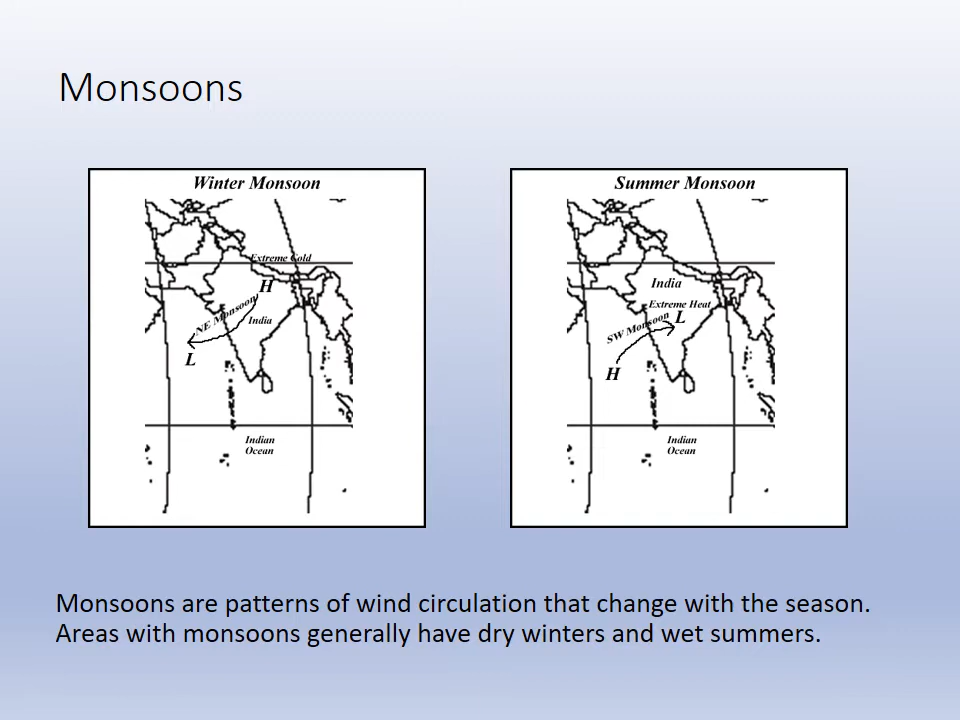 Monsoons
Winter Monsoon
Extreme Cold
H
NE Monsoon
India
L
Indian
Ocean
Summer Monsoon
India
Extreme Heat
L
SW Monsoon
H
Indian
Ocean
Monsoons are patterns of wind circulation that change with the season.
Areas with monsoons generally have dry winters and wet summers.